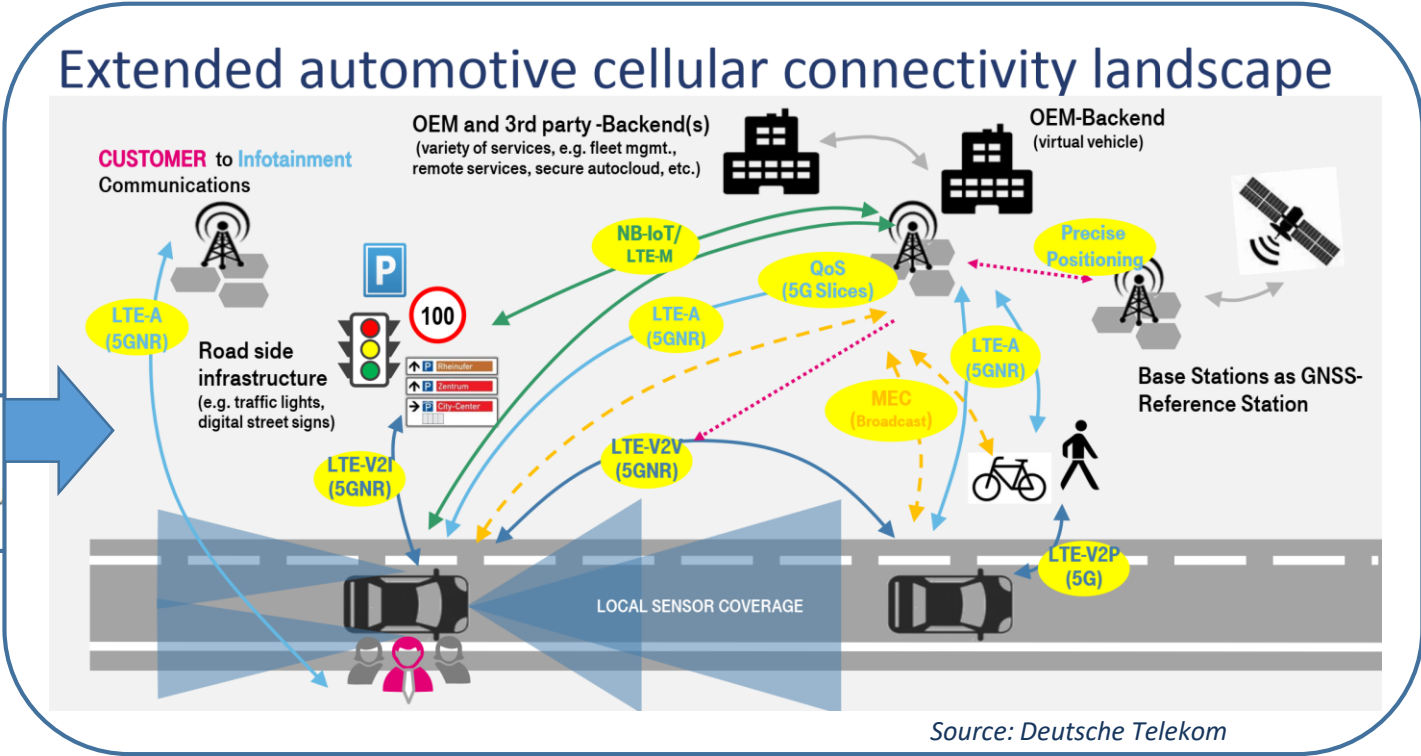 Extended automotive cellular connectivity landscape
OEM and 3rd party -Backend(s)
(variety of services, e.g. fleet mgmt.,
remote services, secure autocloud, etc.)
OEM-Backend
(virtual vehicle)
CUSTOMER to Infotainment
Communications
NB-IoT/
LTE-M
Precise
Positioning
QoS
(5G Slices)
P
100
LTE-A
(5GNR)
LTE-A
(5GNR)
LTE-A
(5GNR)
Road side
infrastructure
(e.g. traffic lights,
digital street signs)
P Rheinufer
P Zentrum
P City-Center
Base Stations as GNSS-
Reference Station
MEC
(Broadcast)
LTE-V2I
(5GNR)
LTE-V2V
(5GNR)
LTE-V2P
(5G)
LOCAL SENSOR COVERAGE
Source: Deutsche Telekom